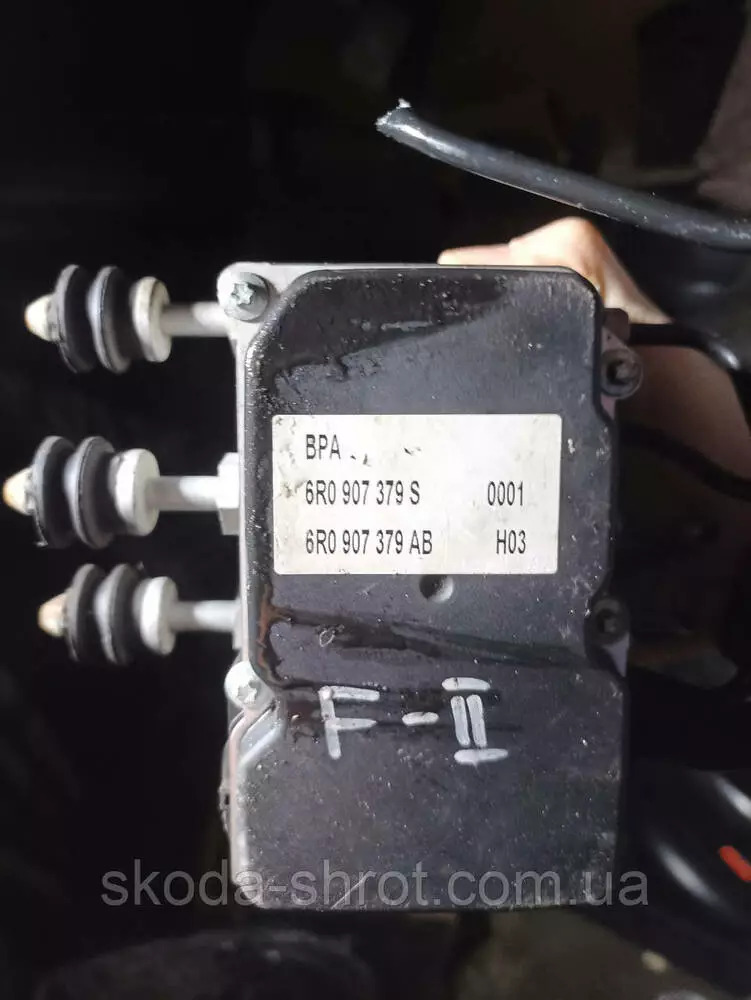 BPA
6R0 907 379 S 0001
6R0 907 379 AB H03
F-II
skoda-shrot.com.ua